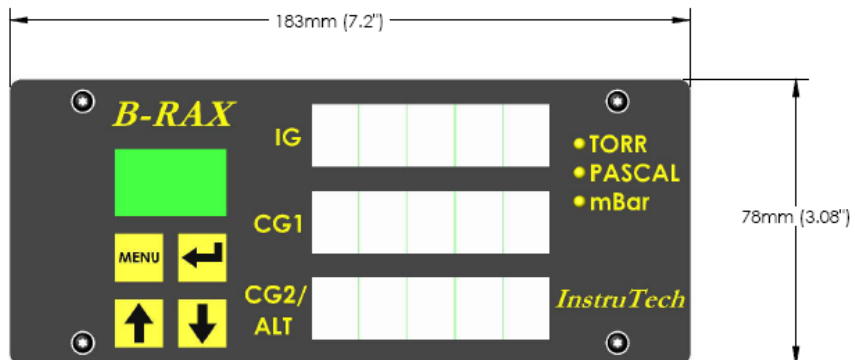 183mm (7.2")
B-RAX
IG
TORR
PASCAL
mBar
CG1
78mm (3.08")
MENU
CG2/
ALT
InstruTech